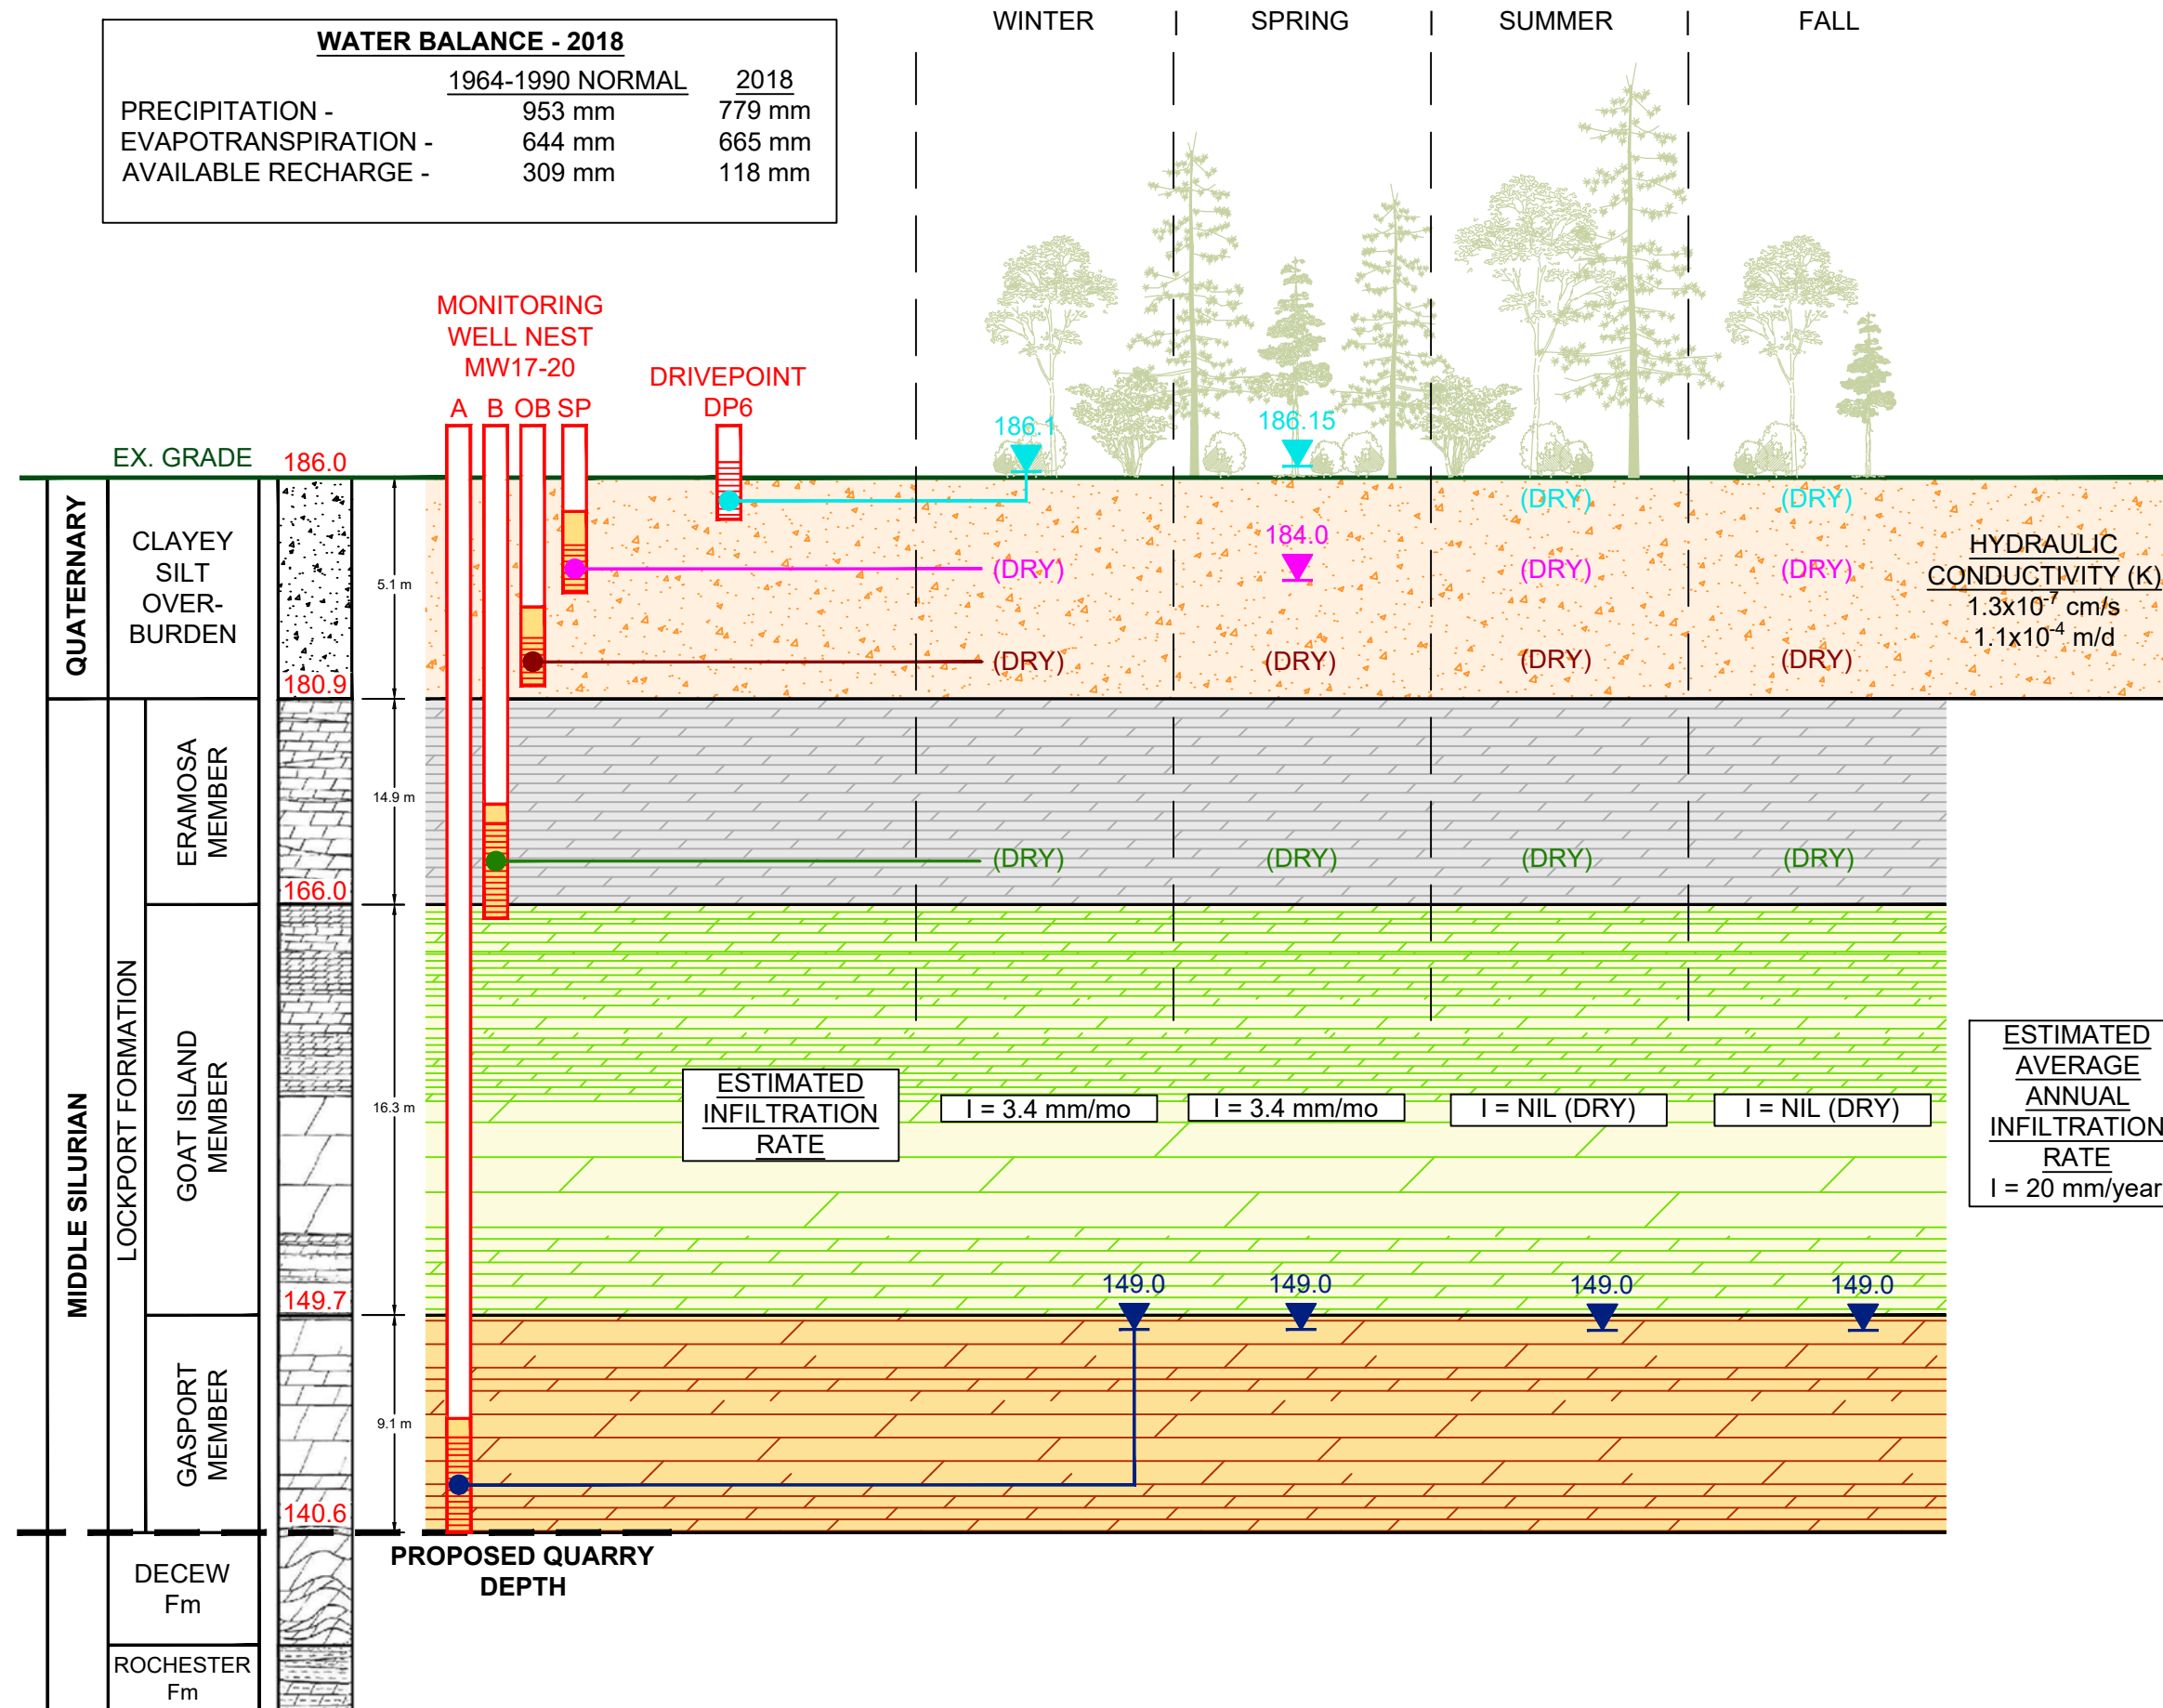 WATER BALANCE - 2018
1964-1990 NORMAL 2018
PRECIPITATION - 953 mm 779 mm
EVAPOTRANSPIRATION - 644 mm 665 mm
AVAILABLE RECHARGE - 309 mm 118 mm
WINTER | SPRING | SUMMER | FALL
MONITORING
WELL NEST
MW17-20
A B OB SP
DRIVEPOINT
DP6
186.1
186.15
EX. GRADE
186.0
QUATERNARY
CLAYEY
SILT
OVER-
BURDEN
5.1 m
(DRY) (DRY)
184.0
(DRY) (DRY) (DRY)
(DRY) (DRY) (DRY) (DRY)
HYDRAULIC
CONDUCTIVITY (K)
1.3x10⁻⁷ cm/s
1.1x10⁻⁴ m/d
180.9
MIDDLE SILURIAN
LOCKPORT FORMATION
ERAMOSA
MEMBER
14.9 m
(DRY) (DRY) (DRY) (DRY)
166.0
GOAT ISLAND
MEMBER
16.3 m
ESTIMATED
INFILTRATION
RATE
I = 3.4 mm/mo
I = 3.4 mm/mo
I = NIL (DRY)
I = NIL (DRY)
ESTIMATED
AVERAGE
ANNUAL
INFILTRATION
RATE
I = 20 mm/year
149.0 149.0 149.0 149.0
149.7
GASPORT
MEMBER
9.1 m
140.6
PROPOSED QUARRY
DEPTH
DECEW
Fm
ROCHESTER
Fm